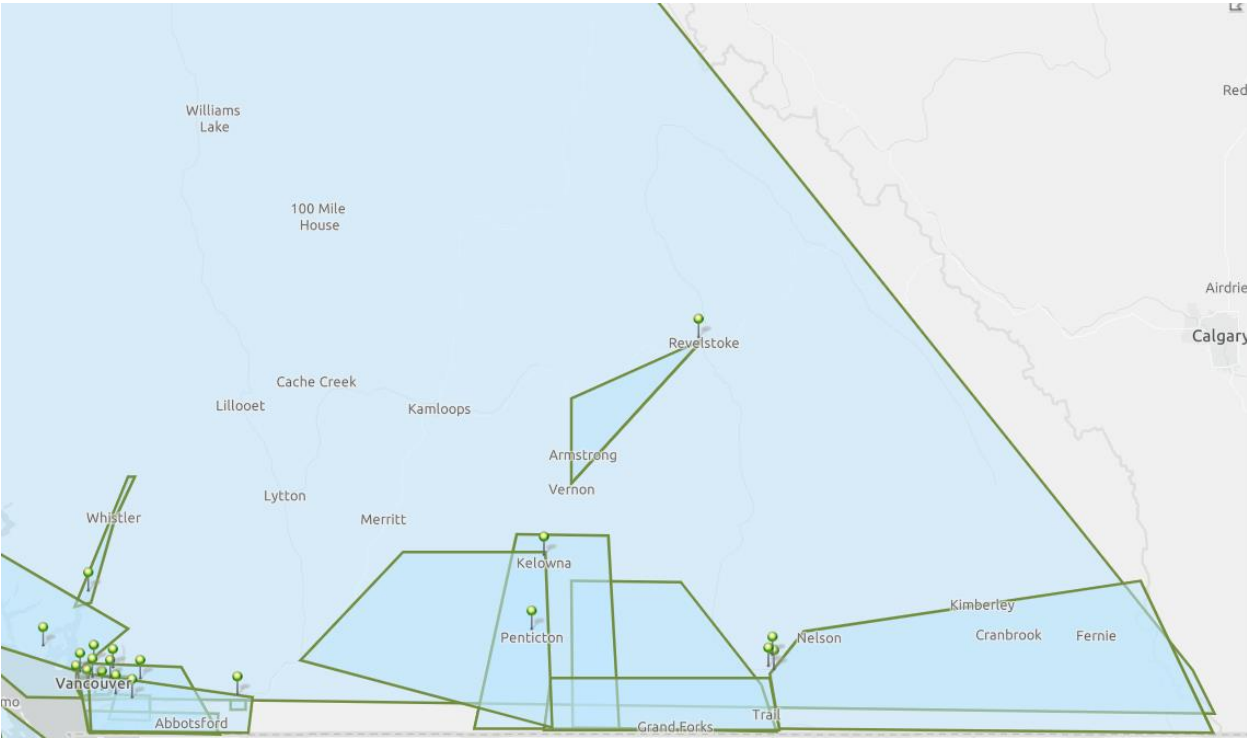 Red
Williams
Lake
100 Mile
House
Airdrie
Calgary
Revelstoke
Cache Creek
Lillooet
Kamloops
Armstrong
Vernon
Lytton
Whistler
Merritt
Kelowna
Kimberley
Penticton
Nelson
Cranbrook
Fernie
Vancouver
mo
Abbotsford
Trail
Grand Forks